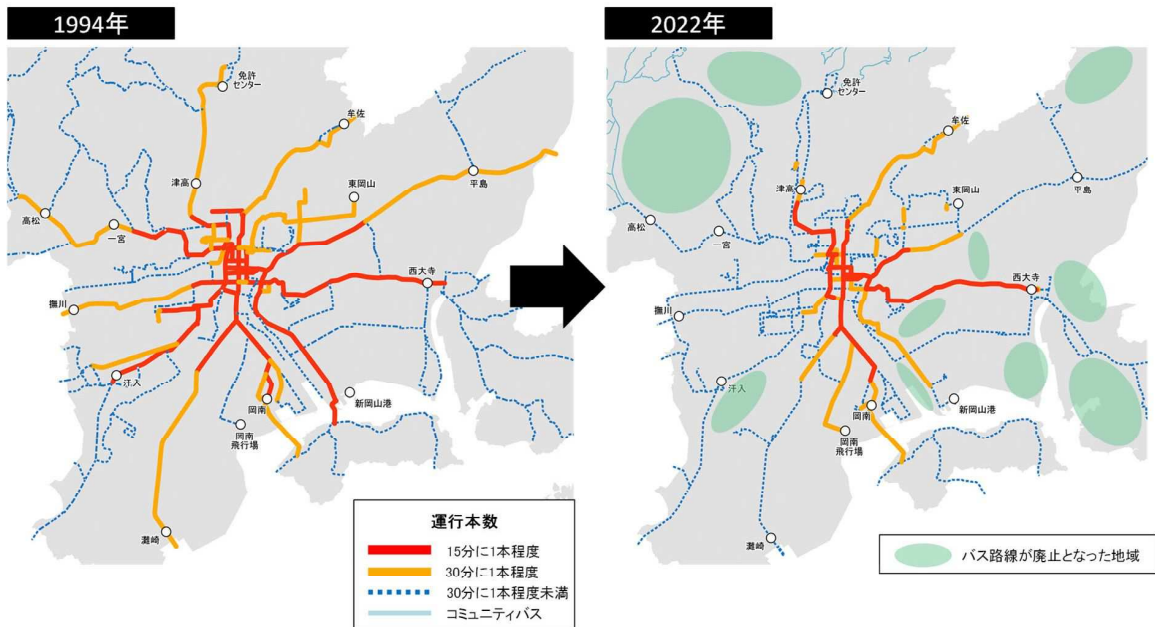 1994年
免許
センター
牟佐
津高
東岡山
平島
高松
一宮
西大寺
撫川
汗入
岡南
新岡山港
岡南
飛行場
灘崎
運行本数
15分に1本程度
30分に1本程度
30分に1本程度未満
コミュニティバス
2022年
免許
センター
牟佐
津高
東岡山
平島
高松
一宮
西大寺
撫川
汗入
岡南
新岡山港
岡南
飛行場
灘崎
バス路線が廃止となった地域